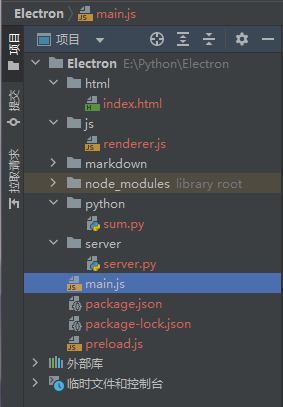 Electron main.js
项目
提交
拉取请求
项目
Electron E:\Python\Electron
html
index.html
js
renderer.js
markdown
node_modules library root
python
sum.py
server
server.py
main.js
package.json
package-lock.json
preload.js
外部库
临时文件和控制台